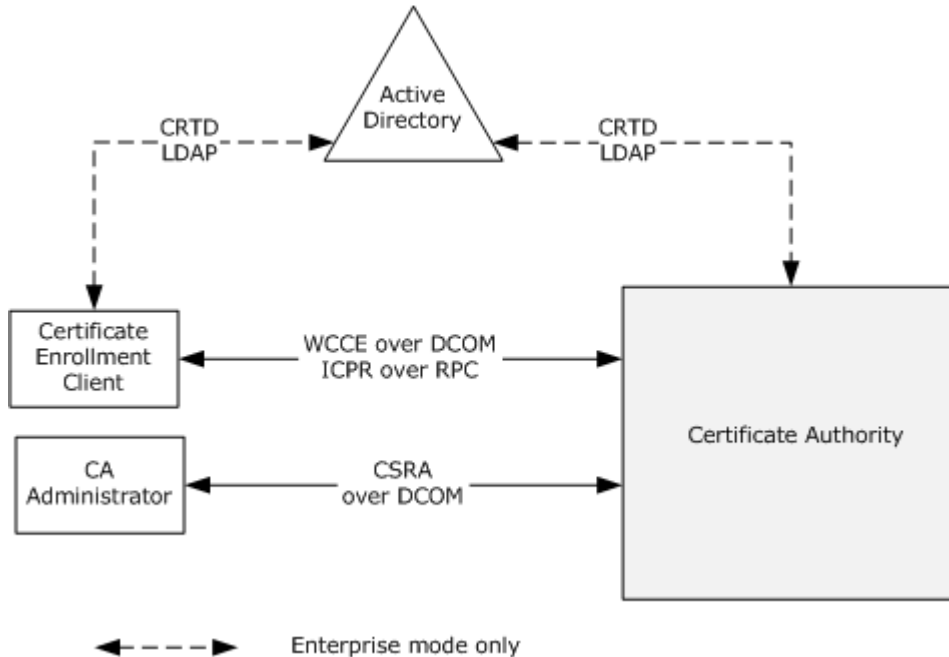 Active
Directory
CRTD
LDAP
CRTD
LDAP
Certificate
Enrollment
Client
WCCE over DCOM
ICPR over RPC
Certificate Authority
CA
Administrator
CSRA
over DCOM
Enterprise mode only